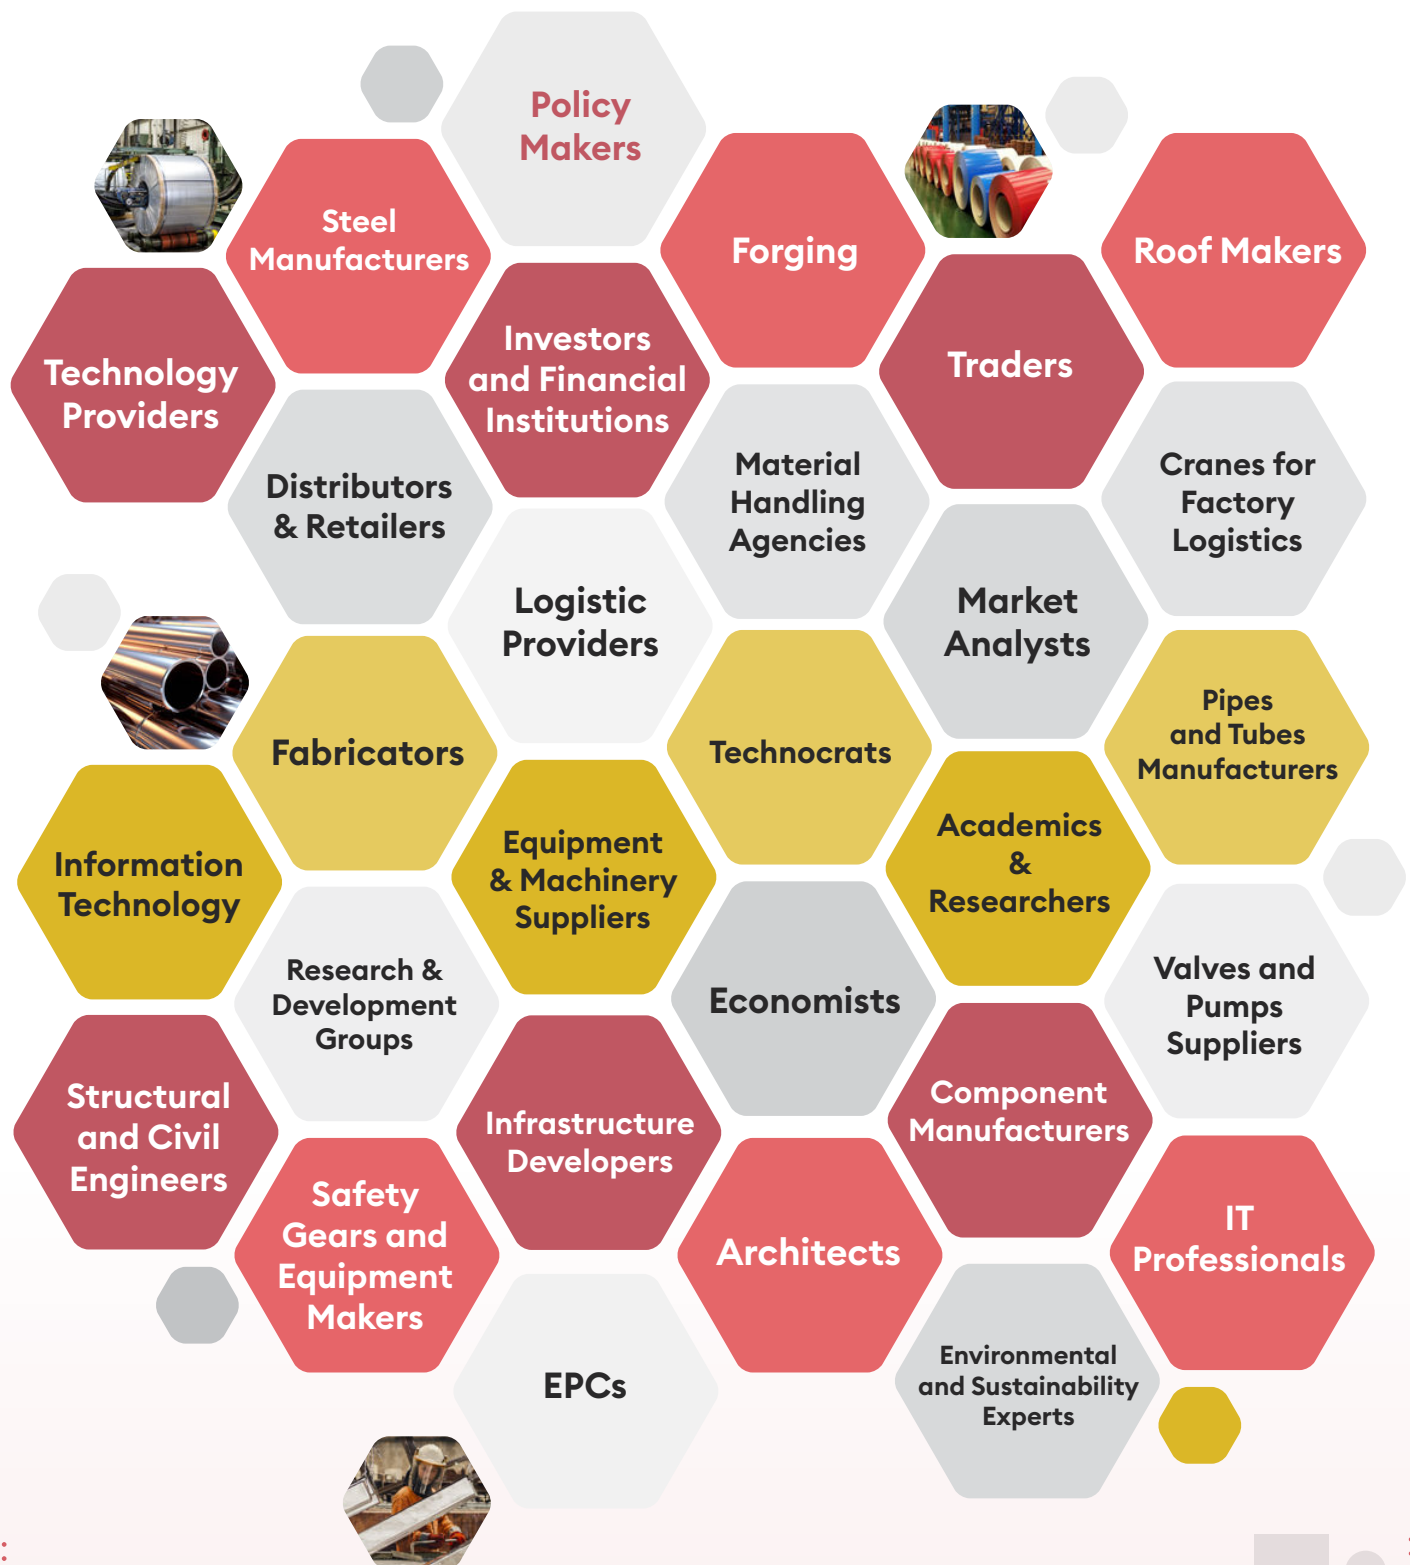 Policy
Makers
Steel
Manufacturers
Forging
Roof Makers
Technology
Providers
Investors
and Financial
Institutions
Traders
Distributors
& Retailers
Material
Handling
Agencies
Cranes for
Factory
Logistics
Logistic
Providers
Market
Analysts
Fabricators
Technocrats
Pipes
and Tubes
Manufacturers
Information
Technology
Equipment
& Machinery
Suppliers
Academics
&
Researchers
Research &
Development
Groups
Economists
Valves and
Pumps
Suppliers
Structural
and Civil
Engineers
Infrastructure
Developers
Component
Manufacturers
Safety
Gears and
Equipment
Makers
Architects
IT
Professionals
EPCs
Environmental
and Sustainability
Experts